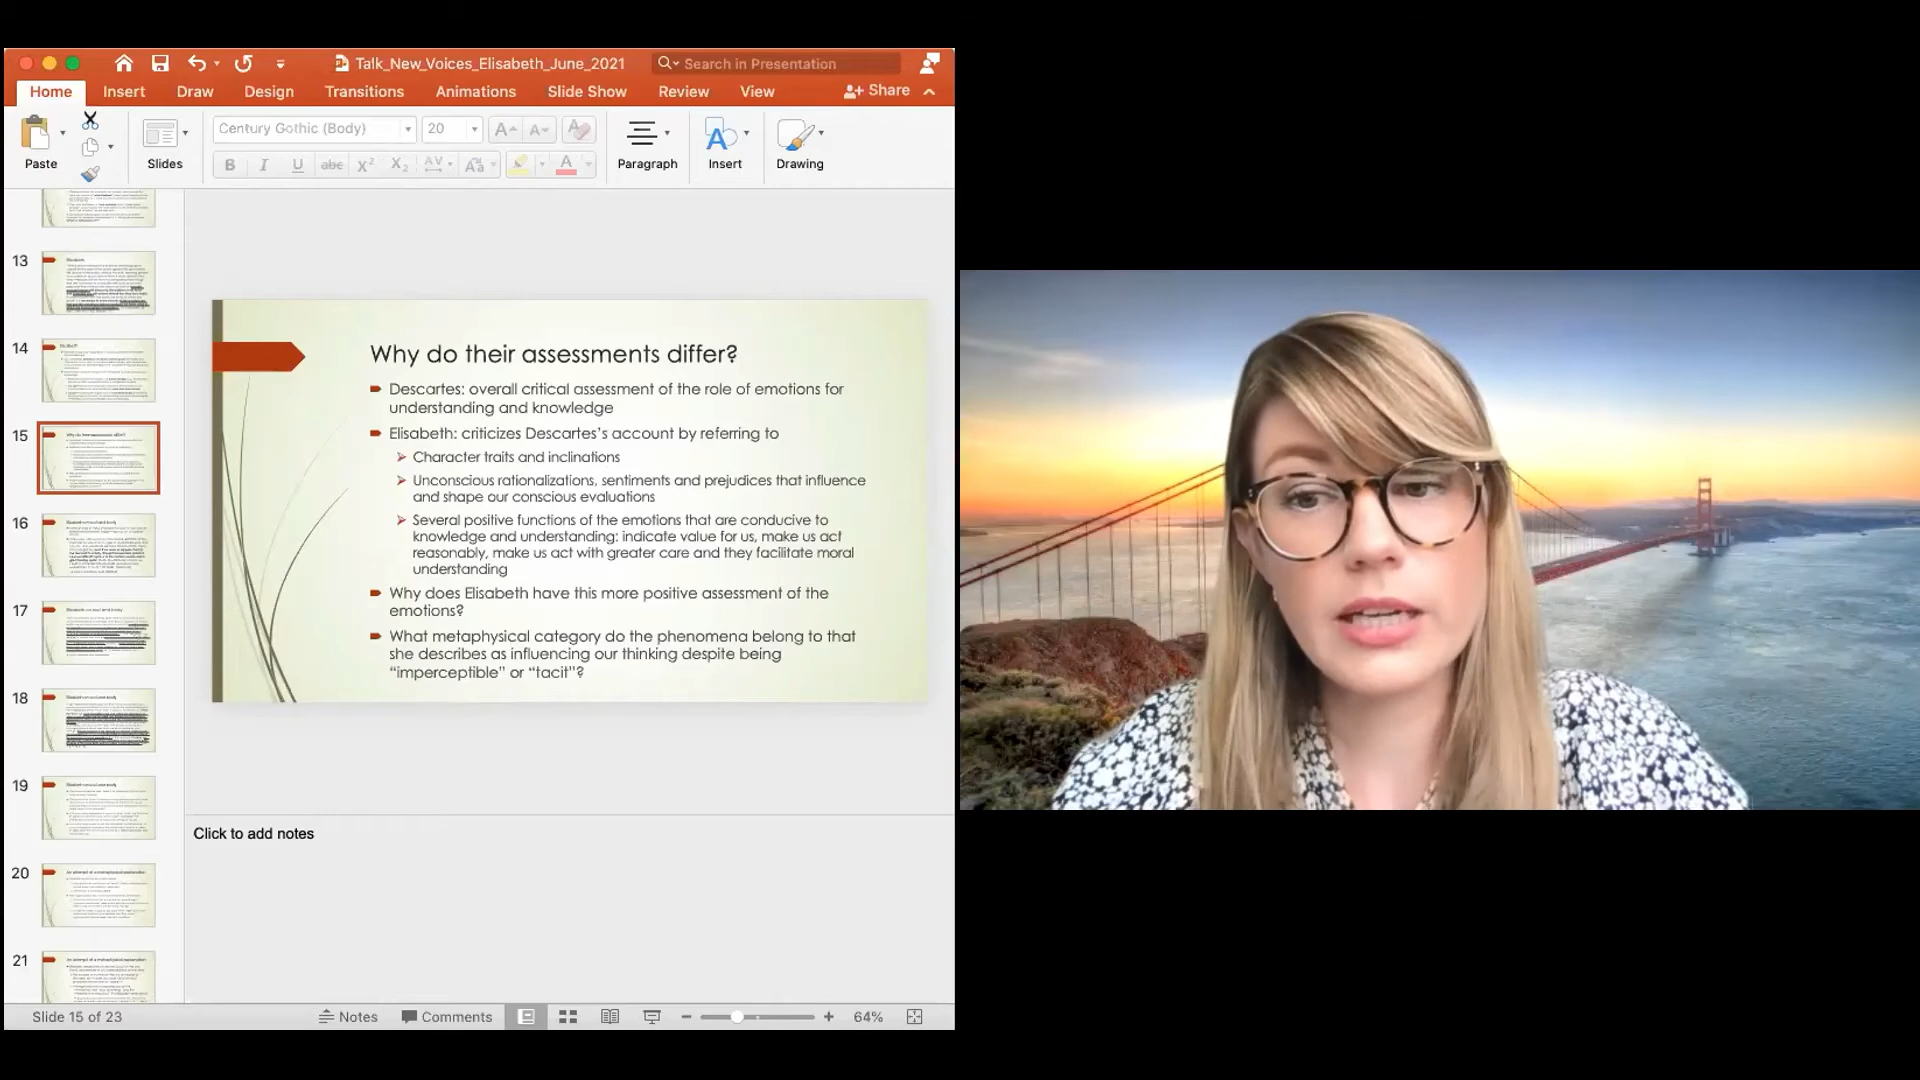 Talk_New_Voices_Elisabeth_June_2021
Search in Presentation
Home Insert Draw Design Transitions Animations Slide Show Review View Share
Century Gothic (Body) 20
Paste Slides Paragraph Insert Drawing
13
14
15
16
17
18
19
20
21
Why do their assessments differ?
Descartes: overall critical assessment of the role of emotions for
understanding and knowledge
Elisabeth: criticizes Descartes's account by referring to
Character traits and inclinations
Unconscious rationalizations, sentiments and prejudices that influence
and shape our conscious evaluations
Several positive functions of the emotions that are conducive to
knowledge and understanding: indicate value for us, make us act
reasonably, make us act with greater care and they facilitate moral
understanding
Why does Elisabeth have this more positive assessment of the
emotions?
What metaphysical category do the phenomena belong to that
she describes as influencing our thinking despite being
“imperceptible” or “tacit”?
Click to add notes
Slide 15 of 23 Notes Comments 64%